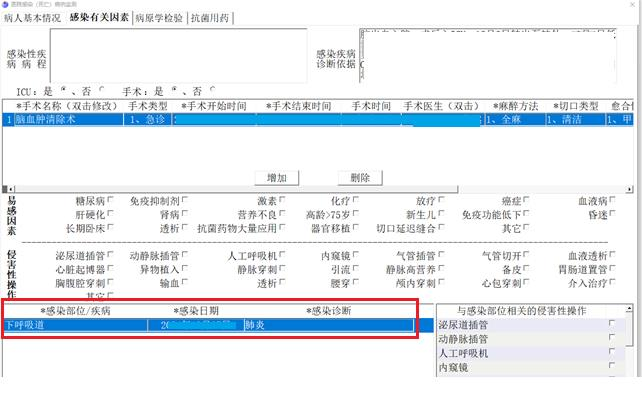 医院感染（死亡）病例监测
病人基本情况 感染有关因素 病原学检验 抗菌用药
感染性疾病 病程
感染疾病诊断依据
ICU：是 、否 手术：是 、否
*手术名称（双击修改） 手术类型 *手术开始时间 *手术结束时间 手术时间 手术医生（双击） *麻醉方法 *切口类型 愈合
1 脑血肿清除术 1、急诊 1、全麻 1、清洁 1、甲
增加 删除
易感因素
糖尿病 免疫抑制剂 激素 化疗 放疗 癌症 血液病
肝硬化 肾病 营养不良 高龄>75岁 新生儿 免疫功能低下 昏迷
长期卧床 透析 抗菌药物大量应用 器官移植 切口延迟缝合 其它
侵害性操作
泌尿道插管 动静脉插管 人工呼吸机 内窥镜 气管插管 气管切开 血液透析
心脏起搏器 异物植入 静脉穿刺 引流 静脉高营养 备皮 胃肠道置管
胸腹腔穿刺 输血 透析 腰穿 颅内穿刺 心包穿刺 介入治疗
其它
*感染部位/疾病 *感染日期 *感染诊断
下呼吸道 肺炎
与感染部位相关的侵害性操作
泌尿道插管
动静脉插管
人工呼吸机
内窥镜